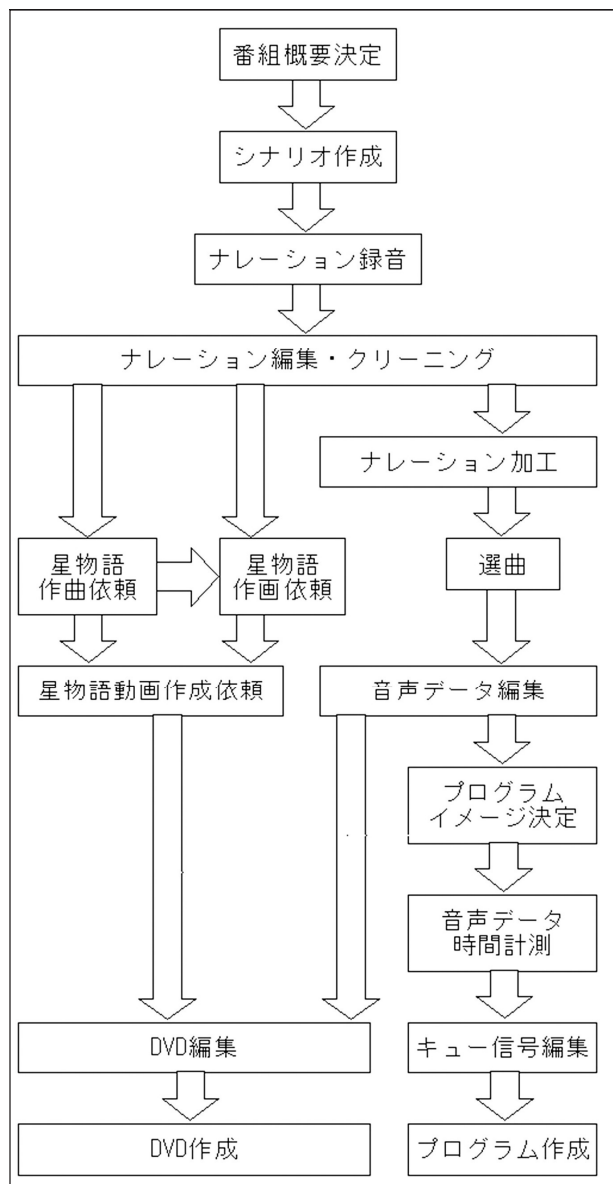 番組概要決定
シナリオ作成
ナレーション録音
ナレーション編集・クリーニング
ナレーション加工
星物語
作曲依頼
星物語
作画依頼
選曲
星物語動画作成依頼
音声データ編集
プログラム
イメージ決定
音声データ
時間計測
DVD編集
キュー信号編集
DVD作成
プログラム作成